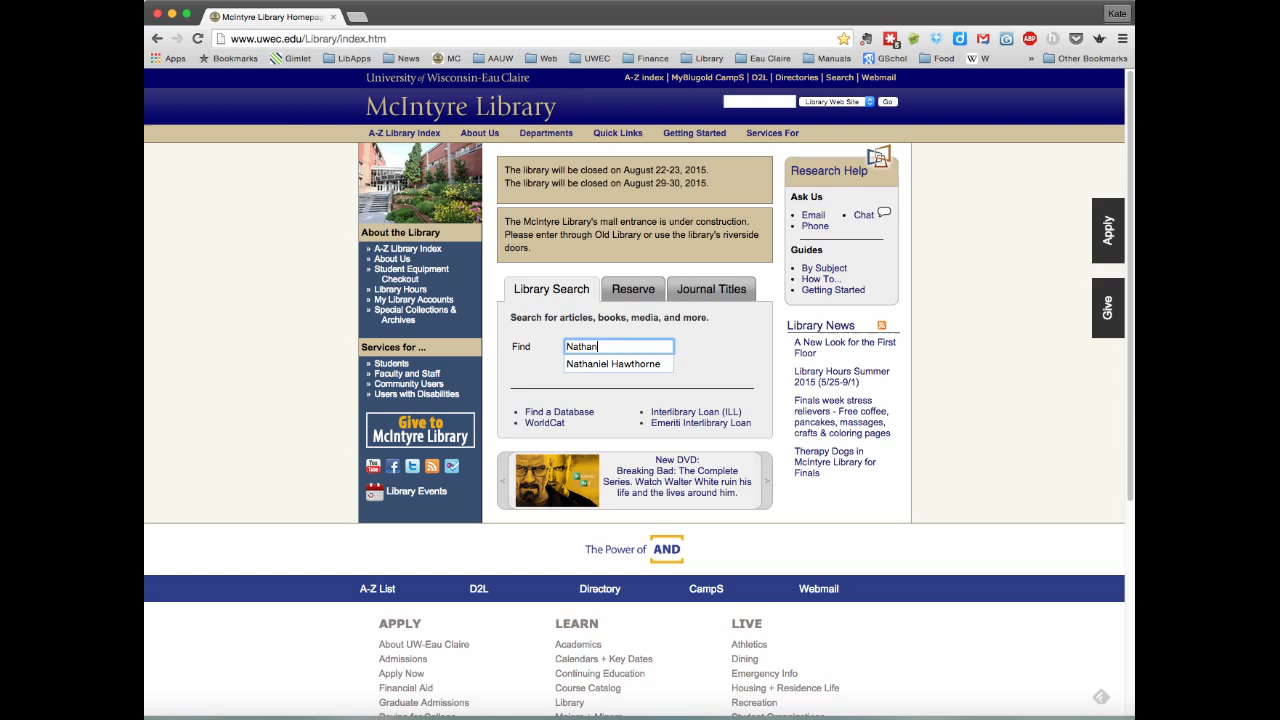 McIntyre Library Homepag
Kate
www.uwec.edu/Library/index.htm
Apps
Bookmarks
Gimlet
LibApps
News
MC
AAUW
Web
UWEC
Finance
Library
Eau Claire
Manuals
GSchol
Food
W
»
Other Bookmarks
University of Wisconsin-Eau Claire
A-Z index | MyBlugold CampS | D2L | Directories | Search | Webmail
McIntyre Library
Library Web Site
Go
A-Z Library Index
About Us
Departments
Quick Links
Getting Started
Services For
About the Library
» A-Z Library Index
» About Us
» Student Equipment
Checkout
» Library Hours
» My Library Accounts
» Special Collections &
Archives
Services for ...
» Students
» Faculty and Staff
» Community Users
» Users with Disabilities
Give to
McIntyre Library
Library Events
The library will be closed on August 22-23, 2015.
The library will be closed on August 29-30, 2015.
The McIntyre Library's mall entrance is under construction.
Please enter through Old Library or use the library's riverside
doors.
Library Search
Reserve
Journal Titles
Search for articles, books, media, and more.
Find
Nathan
Nathaniel Hawthorne
• Find a Database
• WorldCat
• Interlibrary Loan (ILL)
• Emeriti Interlibrary Loan
New DVD:
Breaking Bad: The Complete
Series. Watch Walter White ruin his
life and the lives around him.
Research Help
Ask Us
• Email
• Chat
• Phone
Guides
• By Subject
• How To...
• Getting Started
Library News
A New Look for the First
Floor
Library Hours Summer
2015 (5/25-9/1)
Finals week stress
relievers - Free coffee,
pancakes, massages,
crafts & coloring pages
Therapy Dogs in
McIntyre Library for
Finals
Apply
Give
The Power of AND
A-Z List
D2L
Directory
CampS
Webmail
APPLY
About UW-Eau Claire
Admissions
Apply Now
Financial Aid
Graduate Admissions
Paying for College
LEARN
Academics
Calendars + Key Dates
Continuing Education
Course Catalog
Library
Majors + Minors
LIVE
Athletics
Dining
Emergency Info
Housing + Residence Life
Recreation
Student Organizations